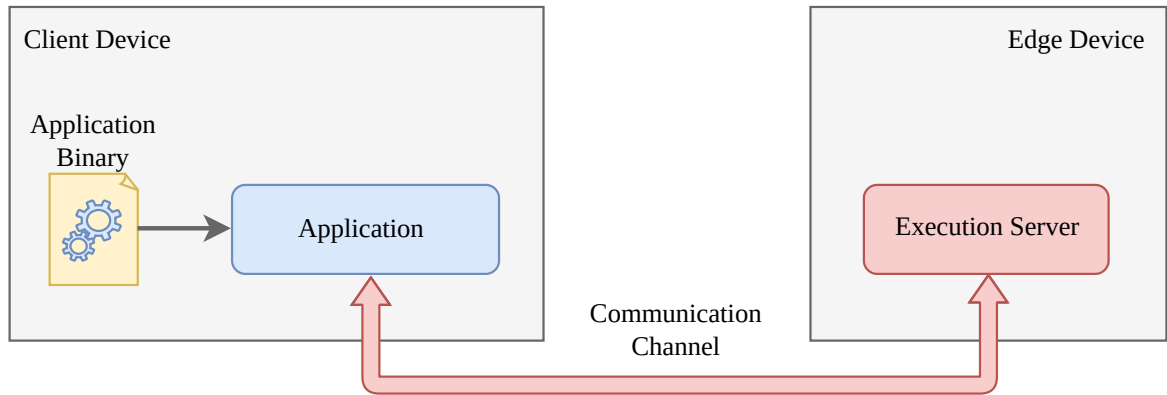 Client Device
Edge Device
Application
Binary
Application
Execution Server
Communication
Channel